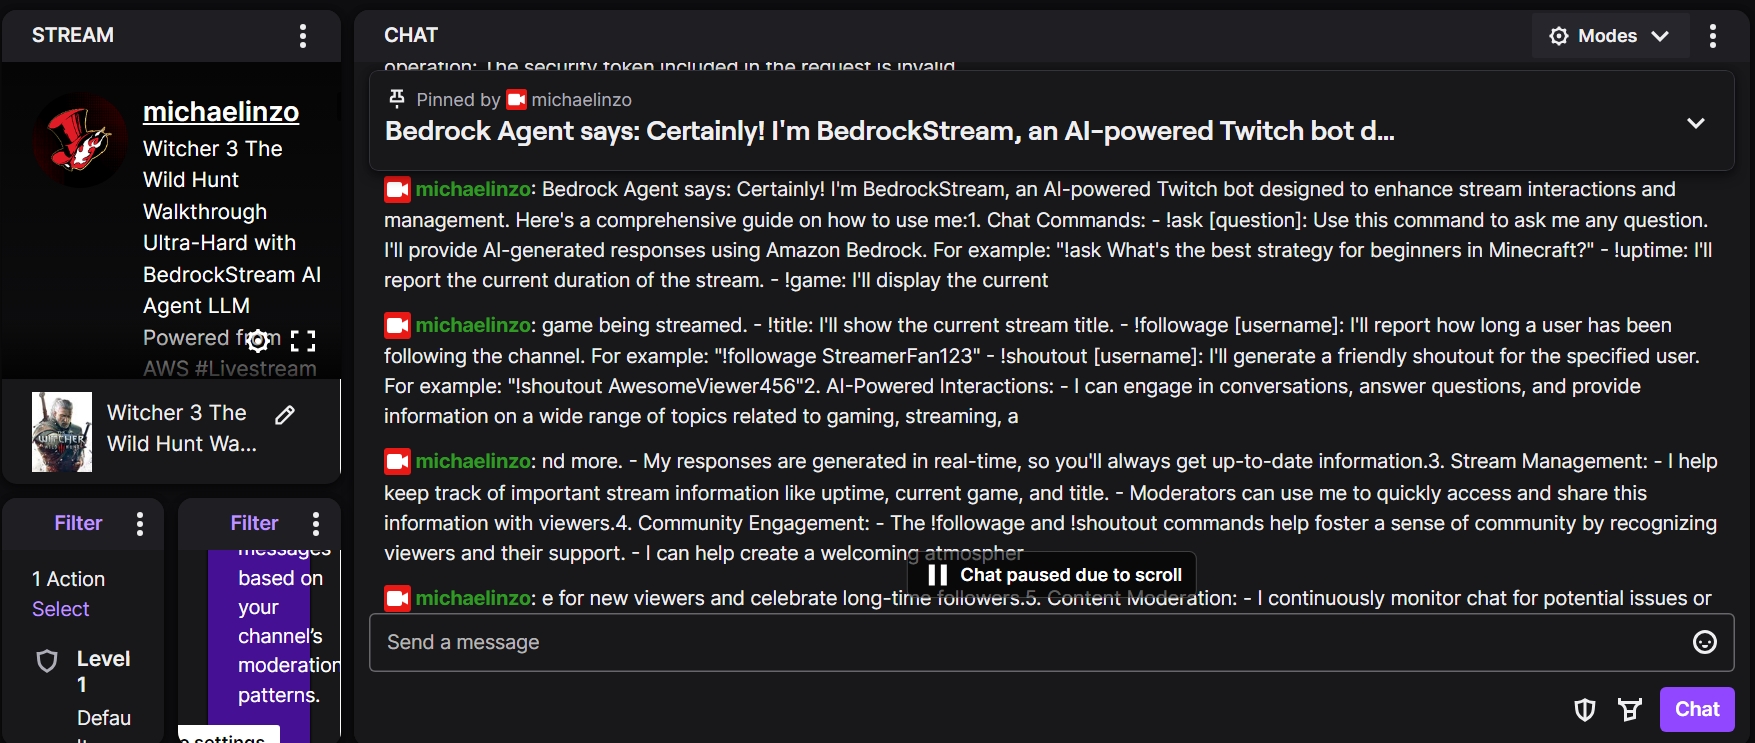 STREAM
michaelinzo
Witcher 3 The
Wild Hunt
Walkthrough
Ultra-Hard with
BedrockStream AI
Agent LLM
Powered from
AWS #Livestream
Witcher 3 The
Wild Hunt Wa...
Filter
1 Action
Select
Level
1
Defau
Filter
messages
based on
your
channel's
moderation
patterns.
settings
CHAT
Modes
operation: The security token included in the request is invalid
Pinned by michaelinzo
Bedrock Agent says: Certainly! I'm BedrockStream, an AI-powered Twitch bot d...
michaelinzo: Bedrock Agent says: Certainly! I'm BedrockStream, an AI-powered Twitch bot designed to enhance stream interactions and
management. Here's a comprehensive guide on how to use me:1. Chat Commands: - !ask [question]: Use this command to ask me any question.
I'll provide AI-generated responses using Amazon Bedrock. For example: "!ask What's the best strategy for beginners in Minecraft?" - !uptime: I'll
report the current duration of the stream. - !game: I'll display the current
michaelinzo: game being streamed. - !title: I'll show the current stream title. - !followage [username]: I'll report how long a user has been
following the channel. For example: "!followage StreamerFan123" - !shoutout [username]: I'll generate a friendly shoutout for the specified user.
For example: "!shoutout AwesomeViewer456"2. AI-Powered Interactions: - I can engage in conversations, answer questions, and provide
information on a wide range of topics related to gaming, streaming, a
michaelinzo: nd more. - My responses are generated in real-time, so you'll always get up-to-date information.3. Stream Management: - I help
keep track of important stream information like uptime, current game, and title. - Moderators can use me to quickly access and share this
information with viewers.4. Community Engagement: - The !followage and !shoutout commands help foster a sense of community by recognizing
viewers and their support. - I can help create a welcoming atmospher
Chat paused due to scroll
michaelinzo: e for new viewers and celebrate long-time followers.5. Content Moderation: - I continuously monitor chat for potential issues or
Send a message
Chat